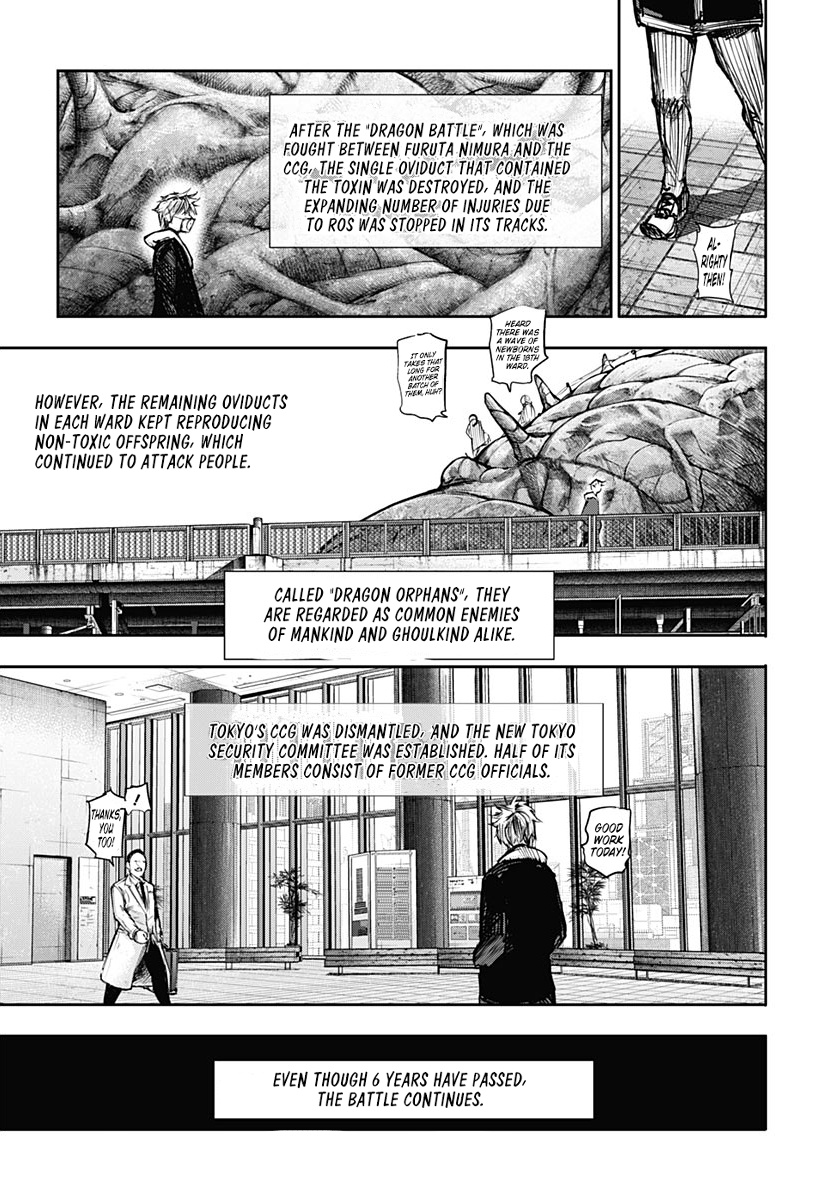 AL-
RIGHTY
THEN!
AFTER THE "DRAGON BATTLE", WHICH WAS
FOUGHT BETWEEN FURUTA NIMURA AND THE
CCG, THE SINGLE OVIDUCT THAT CONTAINED
THE TOXIN WAS DESTROYED, AND THE
EXPANDING NUMBER OF INJURIES DUE
TO ROS WAS STOPPED IN ITS TRACKS.
HEARD
THERE WAS
A WAVE OF
NEWBORNS
IN THE 18TH
WARD.
IT ONLY
TAKES THAT
LONG FOR
ANOTHER
BATCH OF
THEM, HUH?
HOWEVER, THE REMAINING OVIDUCTS
IN EACH WARD KEPT REPRODUCING
NON-TOXIC OFFSPRING, WHICH
CONTINUED TO ATTACK PEOPLE.
CALLED "DRAGON ORPHANS", THEY
ARE REGARDED AS COMMON ENEMIES
OF MANKIND AND GHOULKIND ALIKE.
TOKYO'S CCG WAS DISMANTLED, AND THE NEW TOKYO
SECURITY COMMITTEE WAS ESTABLISHED. HALF OF ITS
MEMBERS CONSIST OF FORMER CCG OFFICIALS.
GOOD
WORK
TODAY!
!
THANKS,
YOU
TOO!
EVEN THOUGH 6 YEARS HAVE PASSED,
THE BATTLE CONTINUES.